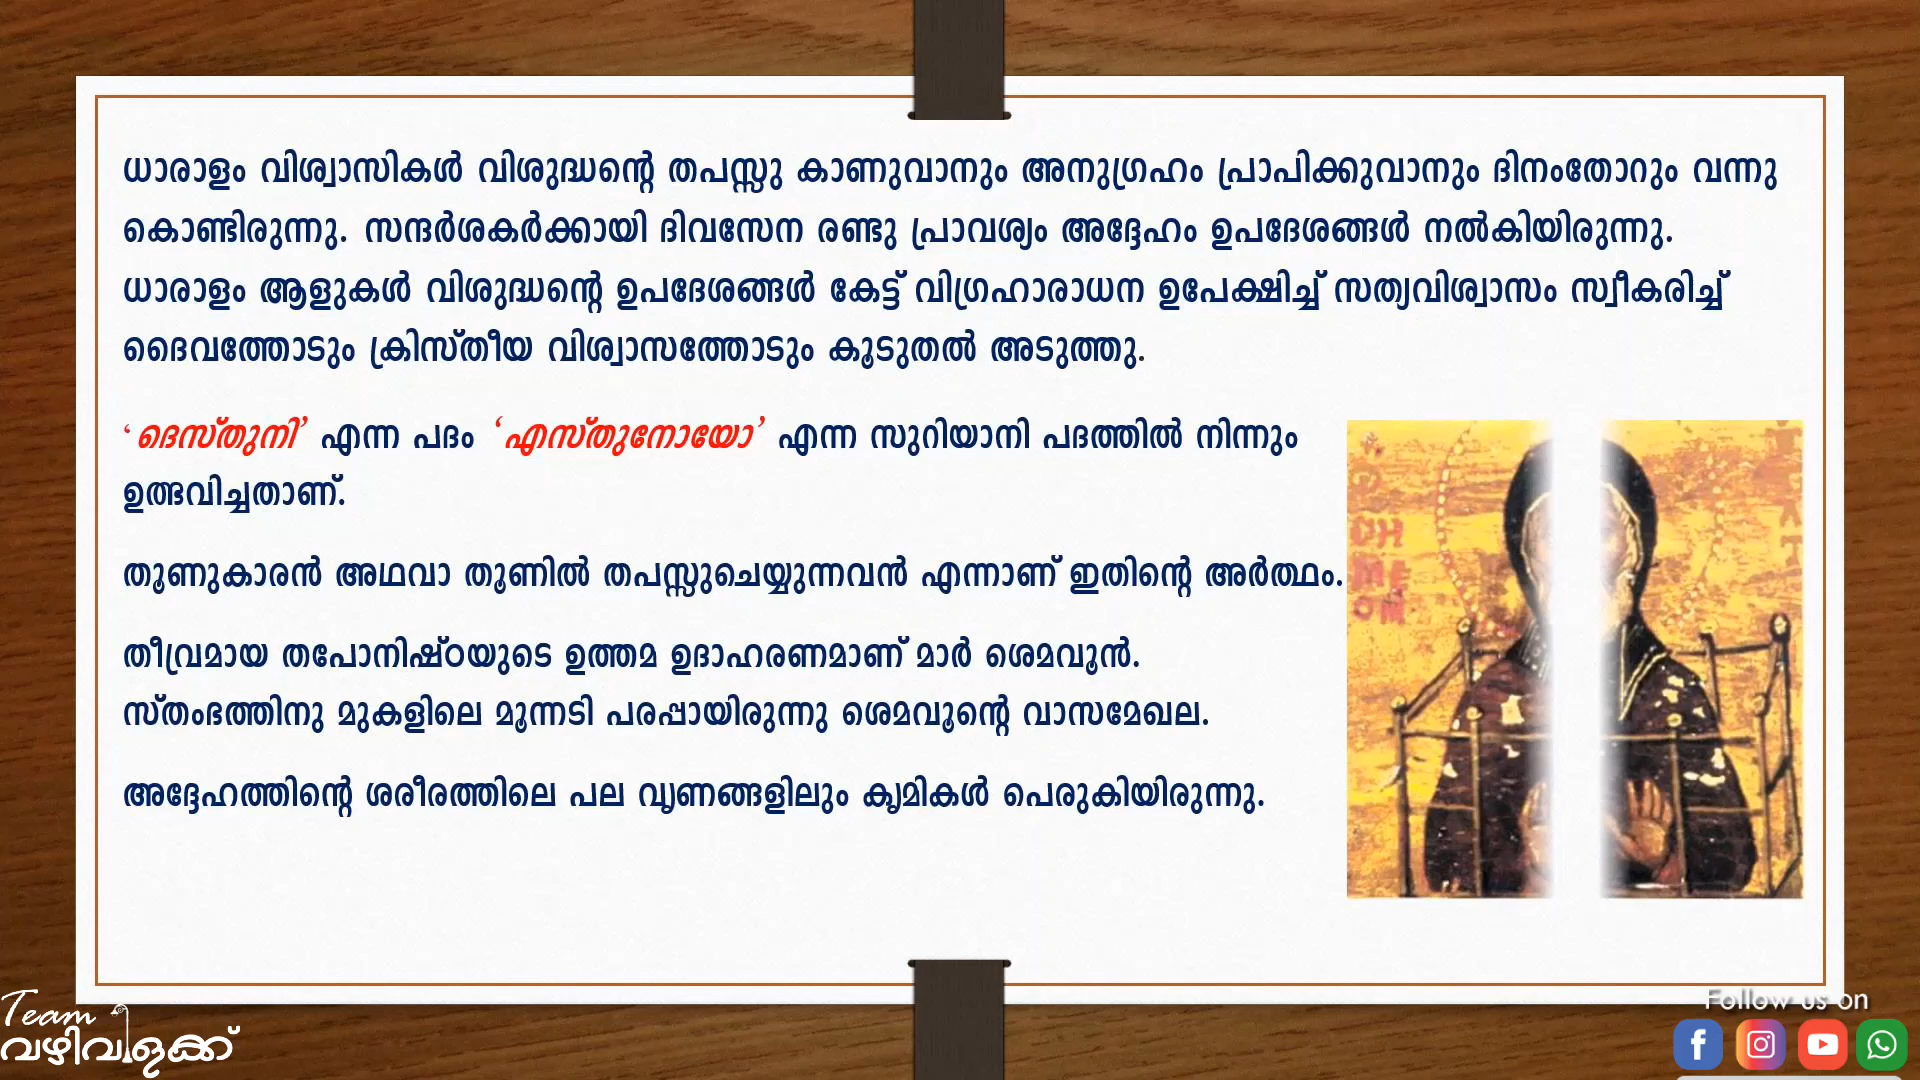 ധാരാളം വിശ്വാസികൾ വിശുദ്ധന്റെ തപസ്സു കാണുവാനും അനുഗ്രഹം പ്രാപിക്കുവാനും ദിനംതോറും വന്നു
കൊണ്ടിരുന്നു. സന്ദർശകർക്കായി ദിവസേന രണ്ടു പ്രാവശ്യം അദ്ദേഹം ഉപദേശങ്ങൾ നൽകിയിരുന്നു.
ധാരാളം ആളുകൾ വിശുദ്ധന്റെ ഉപദേശങ്ങൾ കേട്ട് വിഗ്രഹാരാധന ഉപേക്ഷിച്ച് സത്യവിശ്വാസം സ്വീകരിച്ച്
ദൈവത്തോടും ക്രിസ്തീയ വിശ്വാസത്തോടും കൂടുതൽ അടുത്തു.
‘ദെസ്തുനി’ എന്ന പദം ‘എസ്തുനോയോ’ എന്ന സുറിയാനി പദത്തിൽ നിന്നും
ഉത്ഭവിച്ചതാണ്.
തൂണുകാരൻ അഥവാ തൂണിൽ തപസ്സുചെയ്യുന്നവൻ എന്നാണ് ഇതിന്റെ അർത്ഥം.
തീവ്രമായ തപോനിഷ്ഠയുടെ ഉത്തമ ഉദാഹരണമാണ് മാർ ശെമവൂൻ.
സ്തംഭത്തിനു മുകളിലെ മൂന്നടി പരപ്പായിരുന്നു ശെമവൂന്റെ വാസമേഖല.
അദ്ദേഹത്തിന്റെ ശരീരത്തിലെ പല വൃണങ്ങളിലും കൃമികൾ പെരുകിയിരുന്നു.
Team
വഴിവിളക്ക്
Follow us on